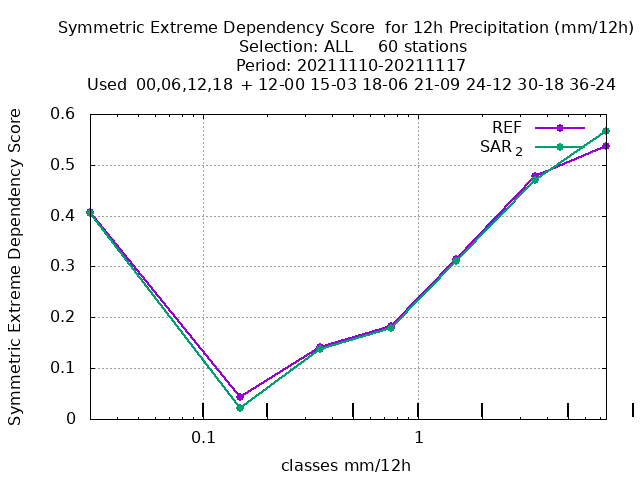 Symmetric Extreme Dependency Score  for 12h Precipitation (mm/12h)
Selection: ALL     60 stations
Period: 20211110-20211117
Used  00,06,12,18 + 12-00 15-03 18-06 21-09 24-12 30-18 36-24
Symmetric Extreme Dependency Score
0.6
0.5
0.4
0.3
0.2
0.1
0
REF
SAR 2
0.1
1
classes mm/12h